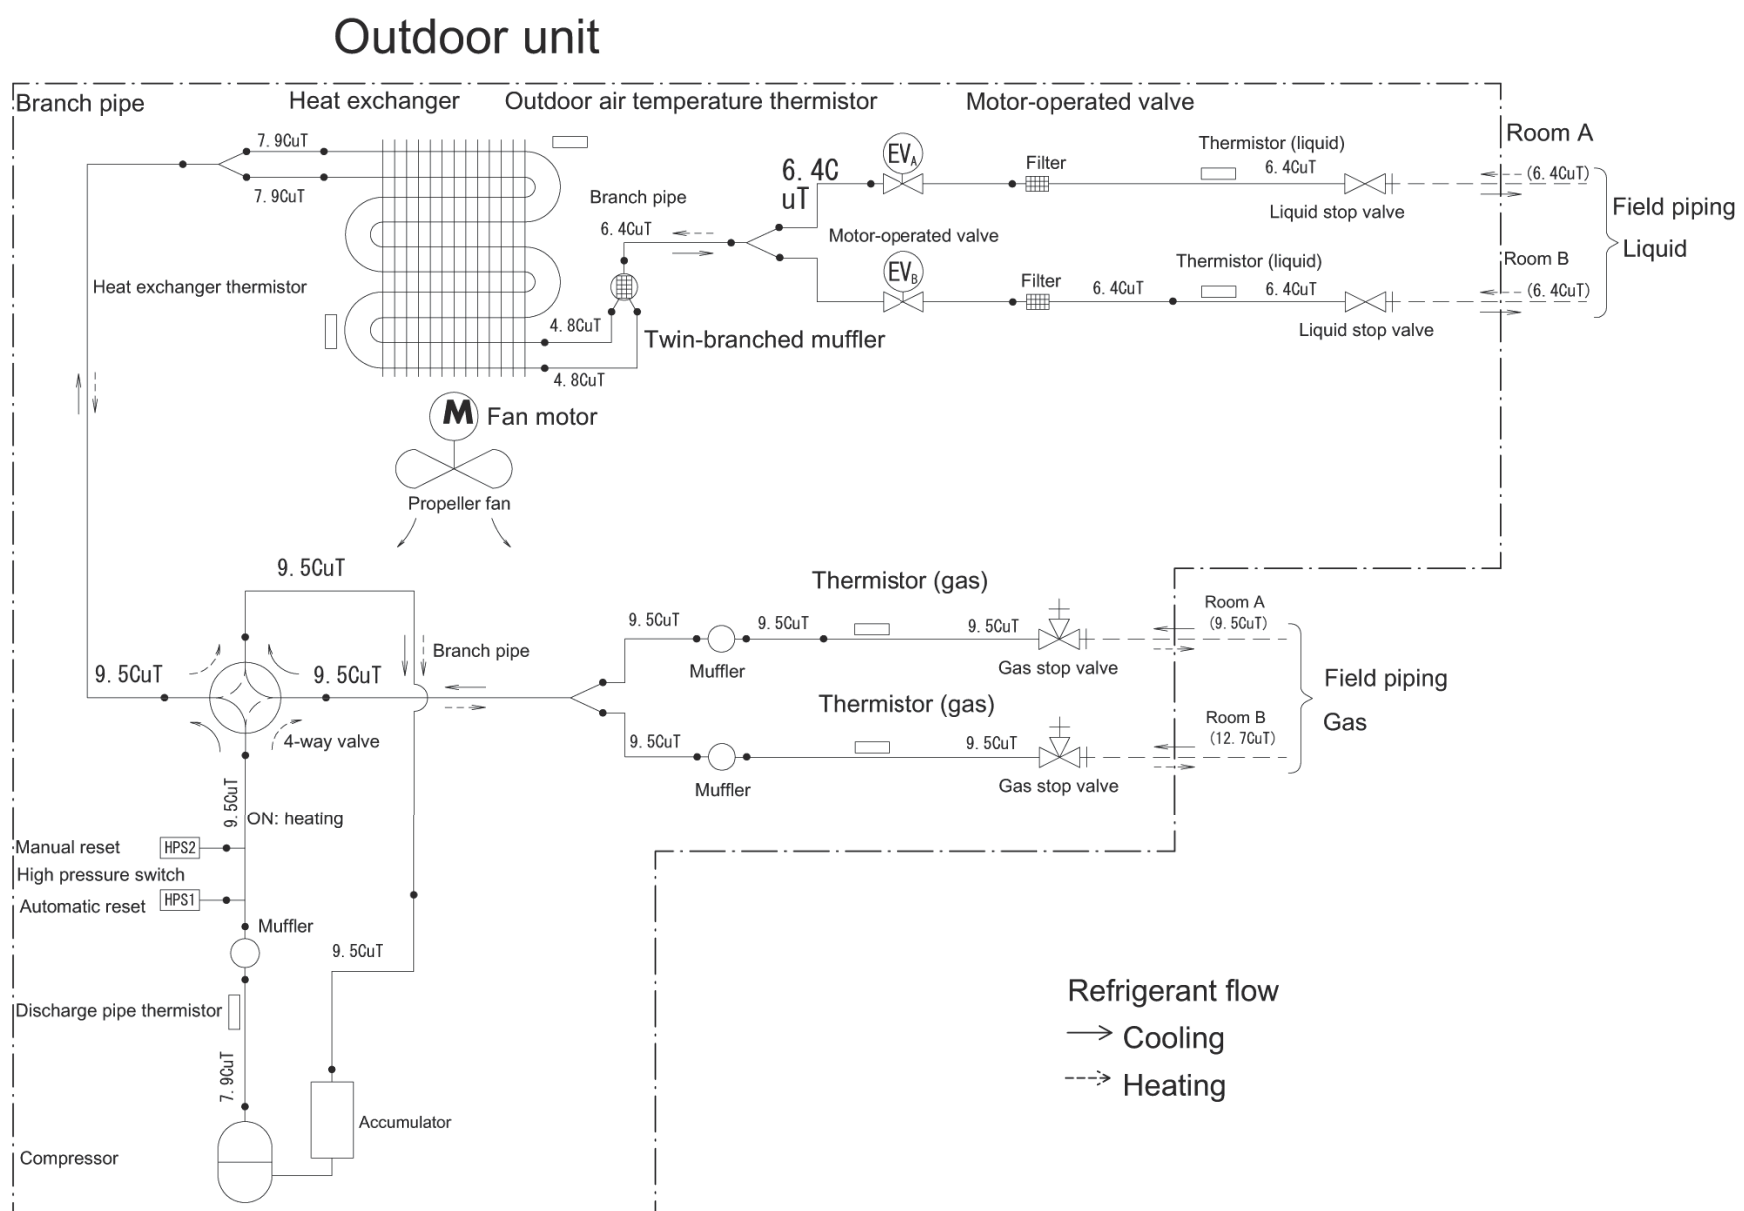 Outdoor unit
Branch pipe
Heat exchanger
Outdoor air temperature thermistor
Motor-operated valve
7.9CuT
7.9CuT
Heat exchanger thermistor
Branch pipe
6.4CuT
4.8CuT
4.8CuT
Twin-branched muffler
M
Fan motor
Propeller fan
6.4C
uT
EVA
Motor-operated valve
EVB
Filter
Thermistor (liquid)
6.4CuT
Liquid stop valve
Filter
6.4CuT
Thermistor (liquid)
6.4CuT
Liquid stop valve
Room A
(6.4CuT)
Room B
(6.4CuT)
Field piping
Liquid
9.5CuT
9.5CuT
9.5CuT
Branch pipe
4-way valve
9.5CuT
ON: heating
Manual reset
HPS2
High pressure switch
Automatic reset
HPS1
Muffler
9.5CuT
Discharge pipe thermistor
7.9CuT
Accumulator
Compressor
Thermistor (gas)
9.5CuT
9.5CuT
9.5CuT
Muffler
Gas stop valve
Thermistor (gas)
9.5CuT
9.5CuT
Muffler
Gas stop valve
Room A
(9.5CuT)
Room B
(12.7CuT)
Field piping
Gas
Refrigerant flow
Cooling
Heating